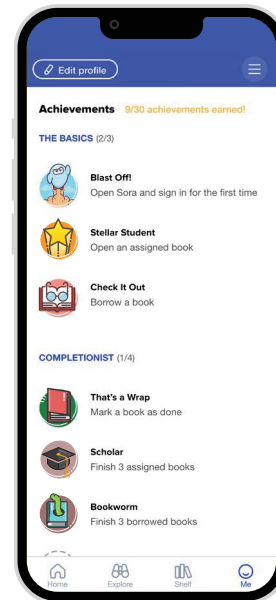 Edit profile
Achievements 9/30 achievements earned!
THE BASICS (2/3)
Blast Off!
Open Sora and sign in for the first time
Stellar Student
Open an assigned book
Check It Out
Borrow a book
COMPLETIONIST (1/4)
That's a Wrap
Mark a book as done
Scholar
Finish 3 assigned books
Bookworm
Finish 3 borrowed books
Home Explore Shelf Me